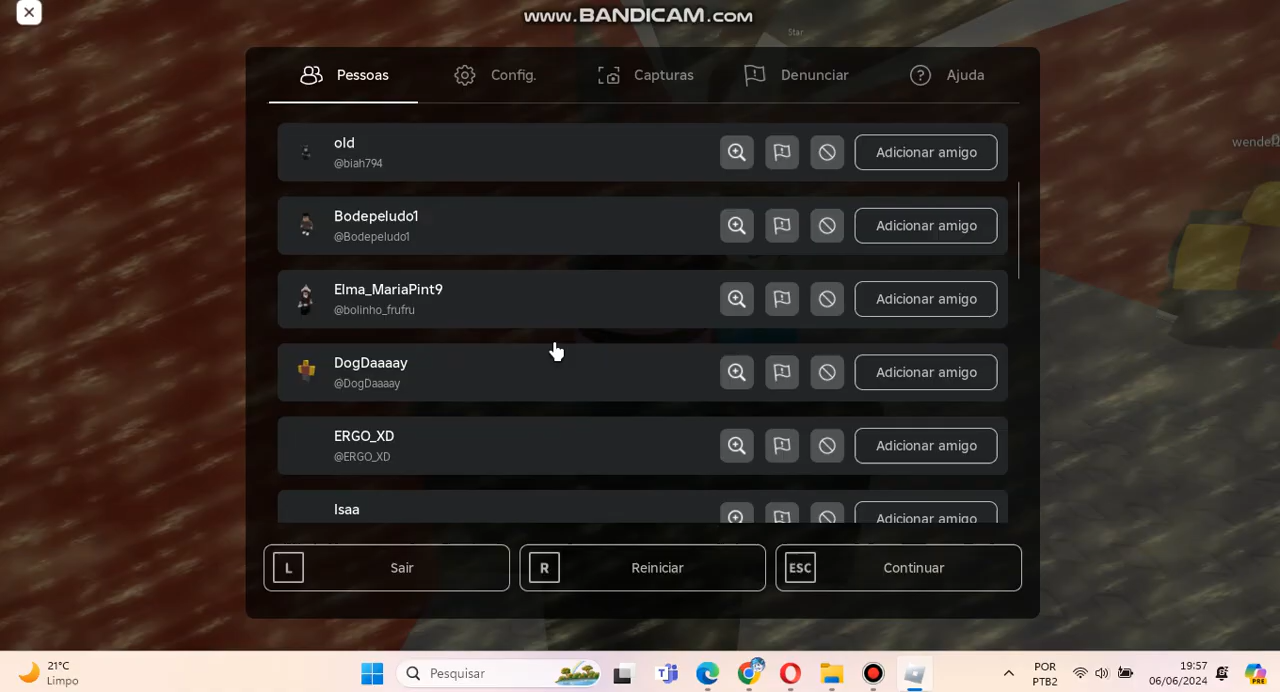 www.BANDICAM.com
Star
Pessoas
Config.
Capturas
Denunciar
Ajuda
old
@biah794
Adicionar amigo
Bodepeludo1
@Bodepeludo1
Adicionar amigo
Elma_MariaPint9
@bolinho_frufru
Adicionar amigo
DogDaaaay
@DogDaaaay
Adicionar amigo
ERGO_XD
@ERGO_XD
Adicionar amigo
Isaa
Adicionar amigo
L Sair
R Reiniciar
ESC Continuar
21°C
Limpo
Pesquisar
POR
PTB2
19:57
06/06/2024
PRE